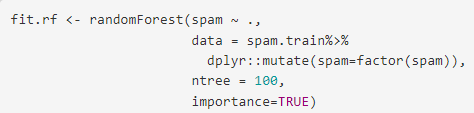 fit.rf <- randomForest(spam ~ .,
                       data = spam.train%>%
                         dplyr::mutate(spam=factor(spam)),
                       ntree = 100,
                       importance=TRUE)